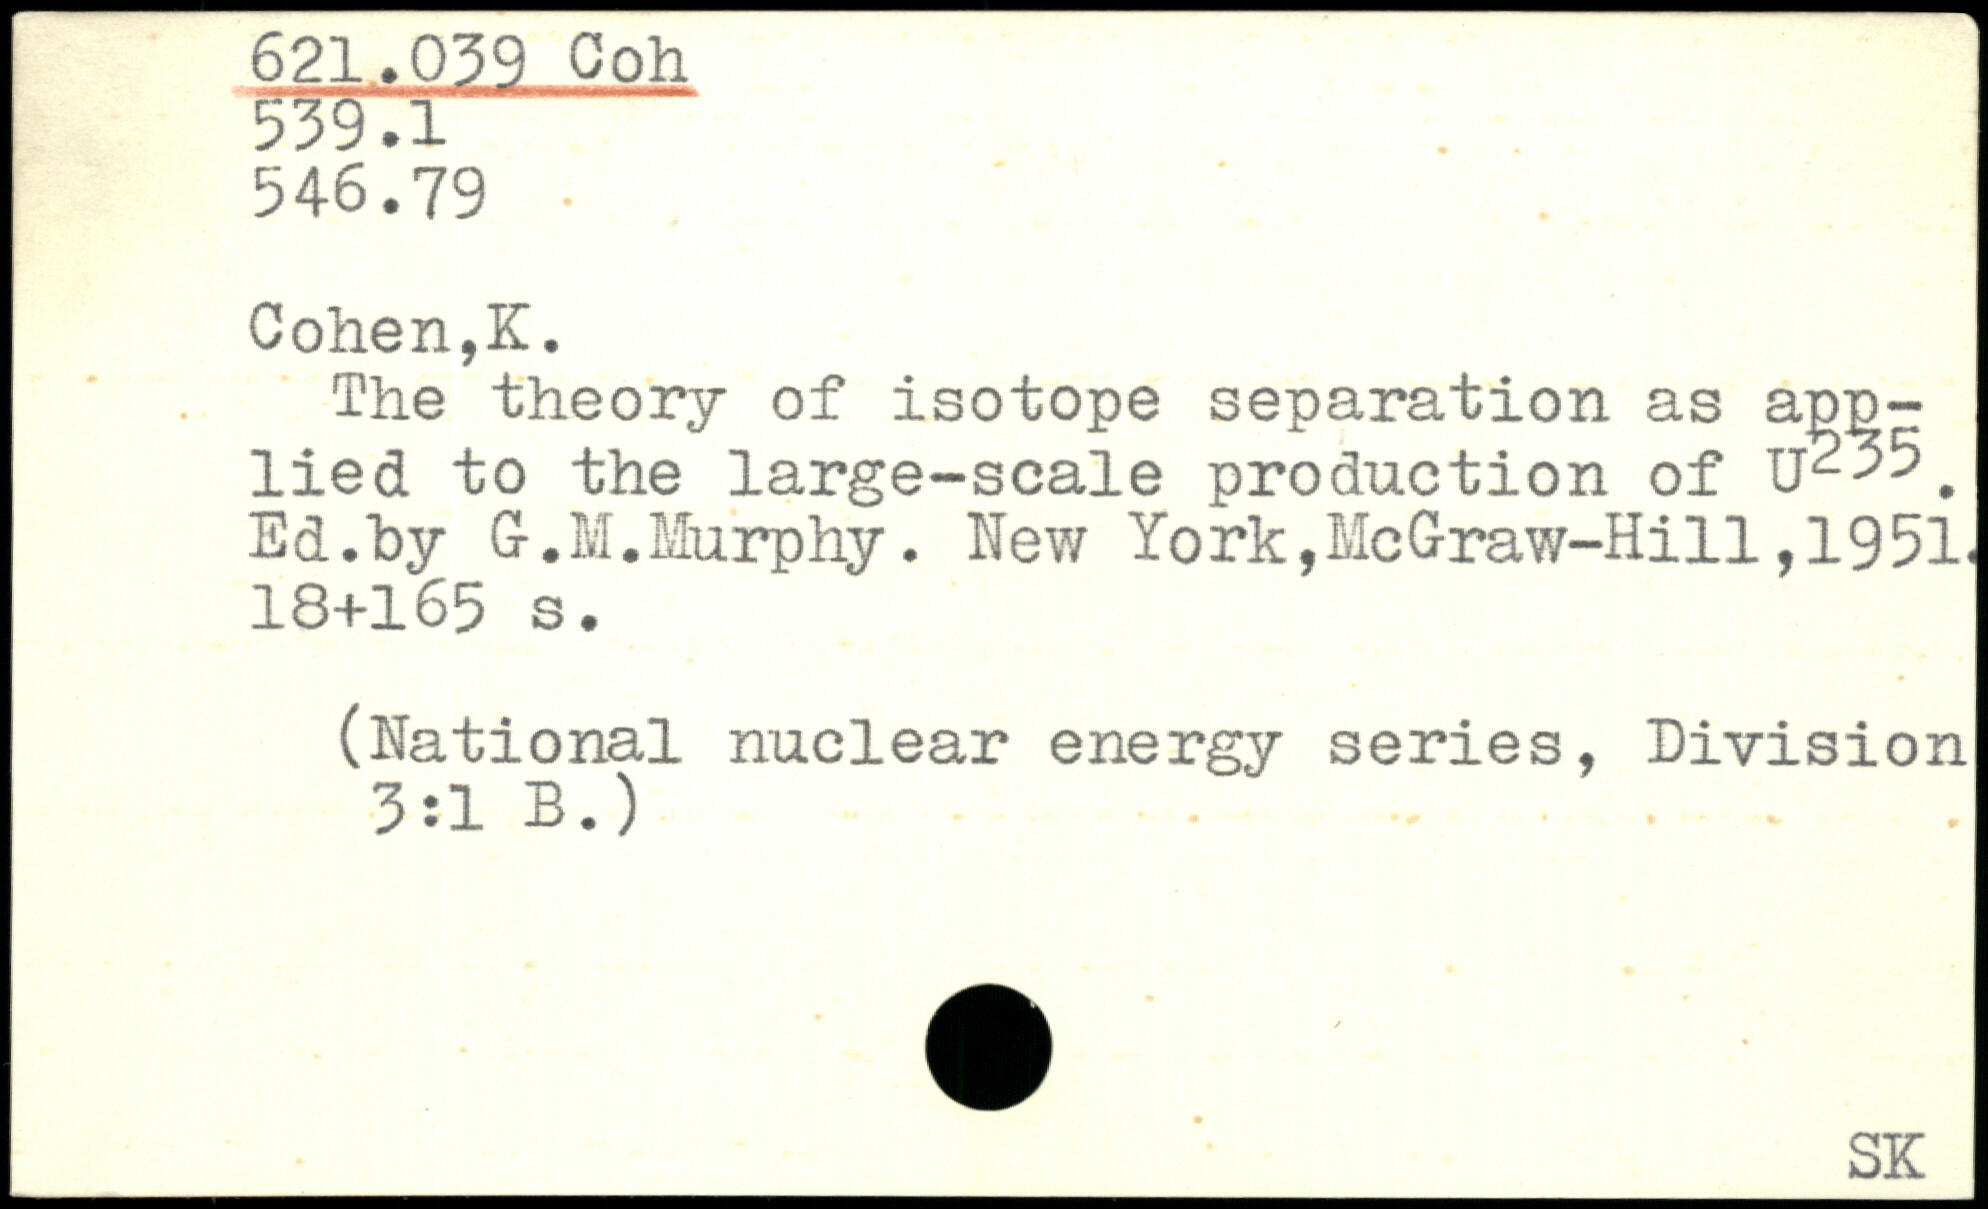 621.039 Coh
539.1
546.79
Cohen,K.
The theory of isotope separation as app-
lied to the large-scale production of U²³⁵.
Ed.by G.M.Murphy. New York,McGraw-Hill,1951.
18+165 s.
(National nuclear energy series, Division
3:1 B.)
SK